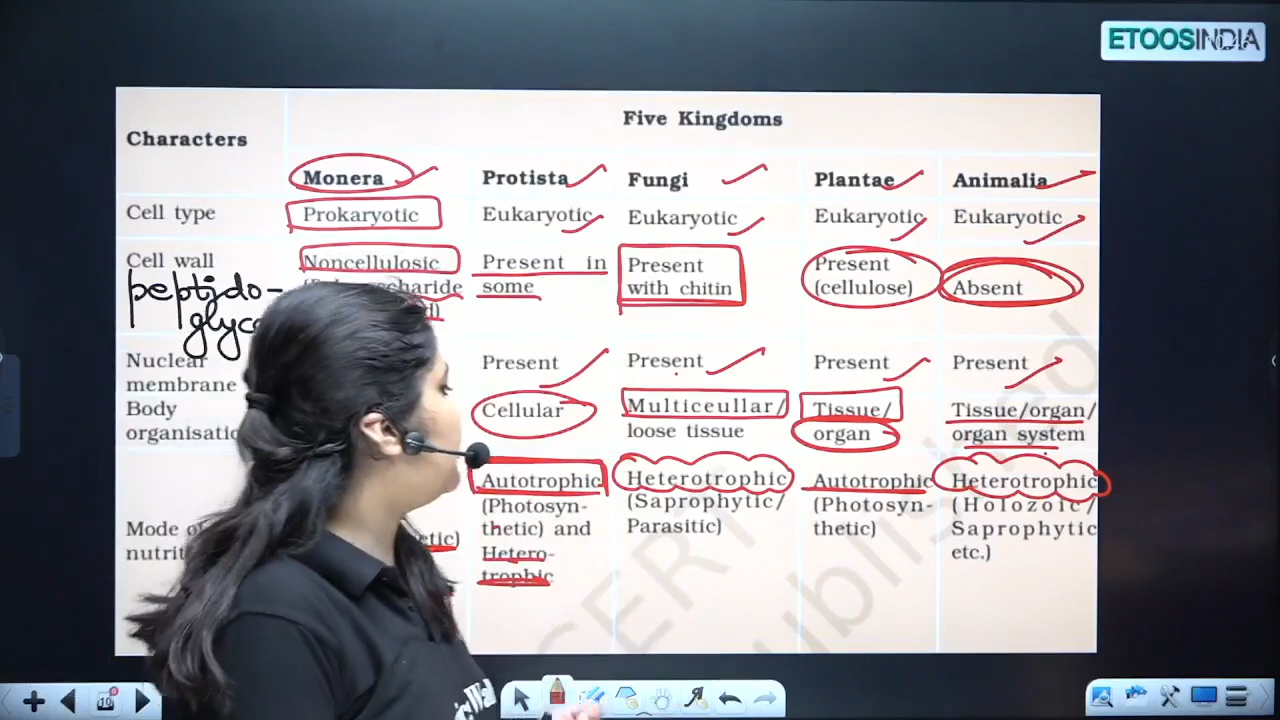 ETOOSINDIA
Characters
Five Kingdoms
Monera Protista Fungi Plantae Animalia
Cell type Prokaryotic Eukaryotic Eukaryotic Eukaryotic Eukaryotic
Cell wall Noncellulosic Present in some Present with chitin Present (cellulose) Absent
peptido-
glyc
Nuclear membrane Present Present Present Present
Body Cellular Multiceullar/ loose tissue Tissue/ organ Tissue/organ/ organ system
Mode of Autotrophic (Photosyn- thetic) and Hetero- trophic Heterotrophic (Saprophytic/ Parasitic) Autotrophic (Photosyn- thetic) Heterotrophic (Holozoic/ Saprophytic etc.)
10